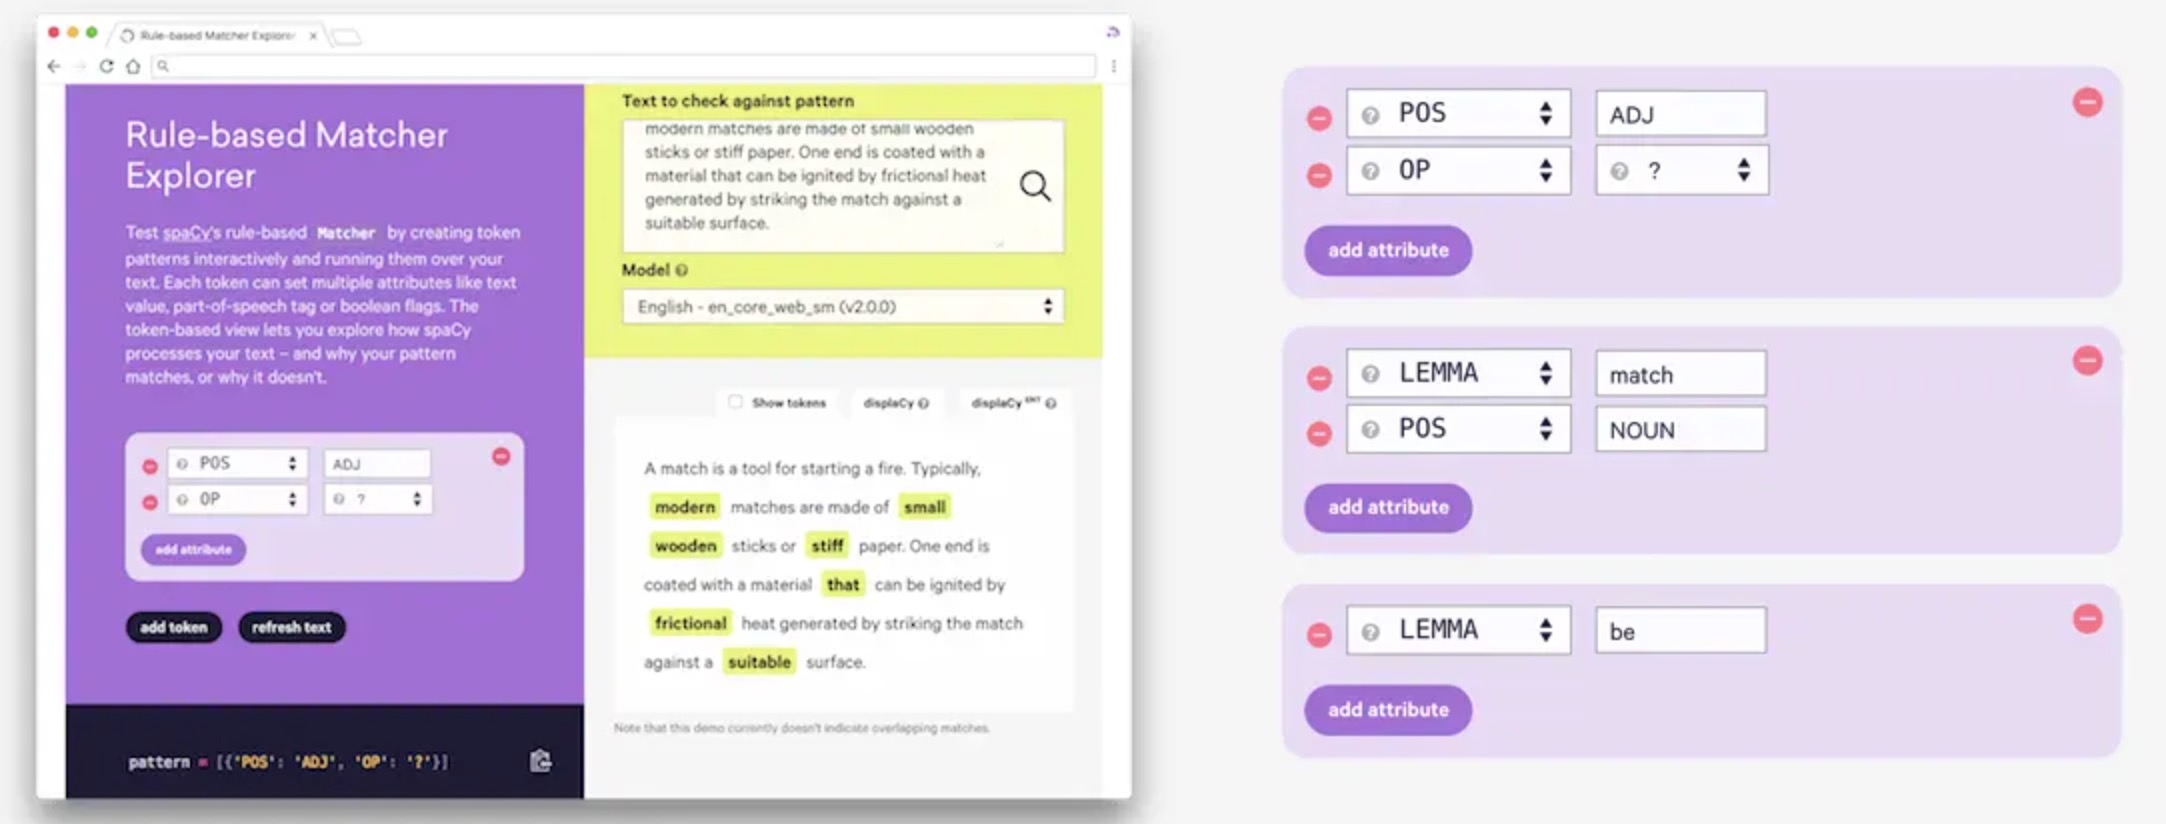 Rule-based Matcher Explorer
Rule-based Matcher
Explorer
Test spaCy's rule-based Matcher by creating token
patterns interactively and running them over your
text. Each token can set multiple attributes like text
value, part-of-speech tag or boolean flags. The
token-based view lets you explore how spaCy
processes your text – and why your pattern
matches, or why it doesn't.
POS ADJ
OP ?
add attribute
add token refresh text
pattern = [{'POS': 'ADJ', 'OP': '?'}]
Text to check against pattern
modern matches are made of small wooden
sticks or stiff paper. One end is coated with a
material that can be ignited by frictional heat
generated by striking the match against a
suitable surface.
Model
English - en_core_web_sm (v2.0.0)
Show tokens displaCy displaCy ENT
A match is a tool for starting a fire. Typically,
modern matches are made of small
wooden sticks or stiff paper. One end is
coated with a material that can be ignited by
frictional heat generated by striking the match
against a suitable surface.
Note that this demo currently doesn't indicate overlapping matches.
POS ADJ
OP ?
add attribute
LEMMA match
POS NOUN
add attribute
LEMMA be
add attribute